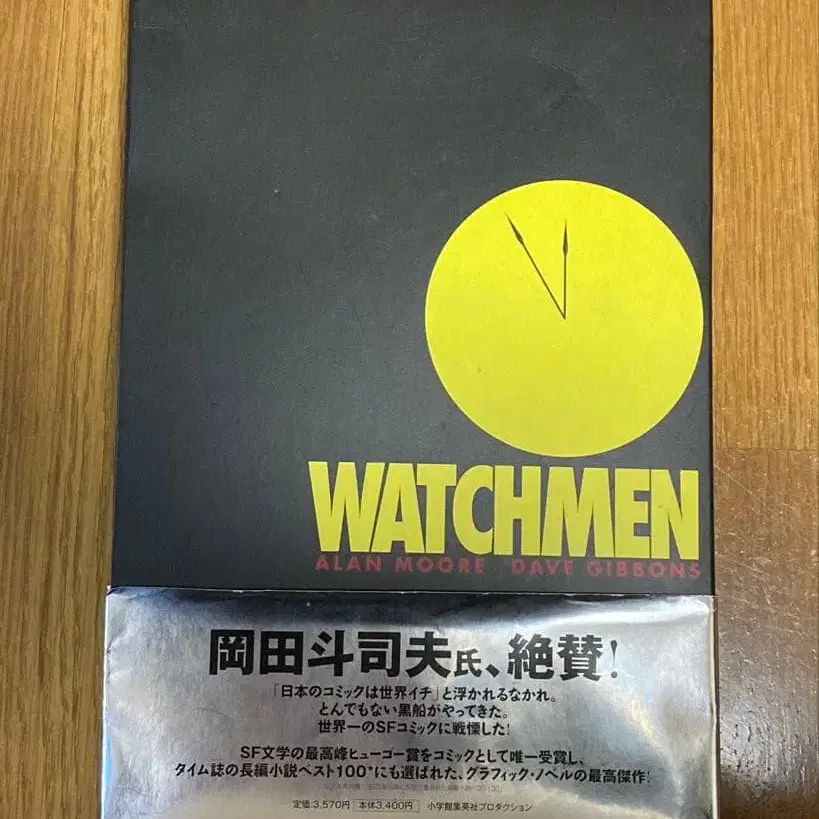 WATCHMEN
ALAN MOORE DAVE GIBBONS
岡田斗司夫氏、絶賛!
「日本のコミックは世界イチ」と浮かれるなかれ。
とんでもない黒船がやってきた。
世界一のSFコミックに戦慄した!
SF文学の最高峰ヒューゴー賞をコミックとして唯一受賞し、
タイム誌の長編小説ベスト100*にも選ばれた、グラフィック・ノベルの最高傑作!
定価:3,570円 本体3,400円 小学館集英社プロダクション